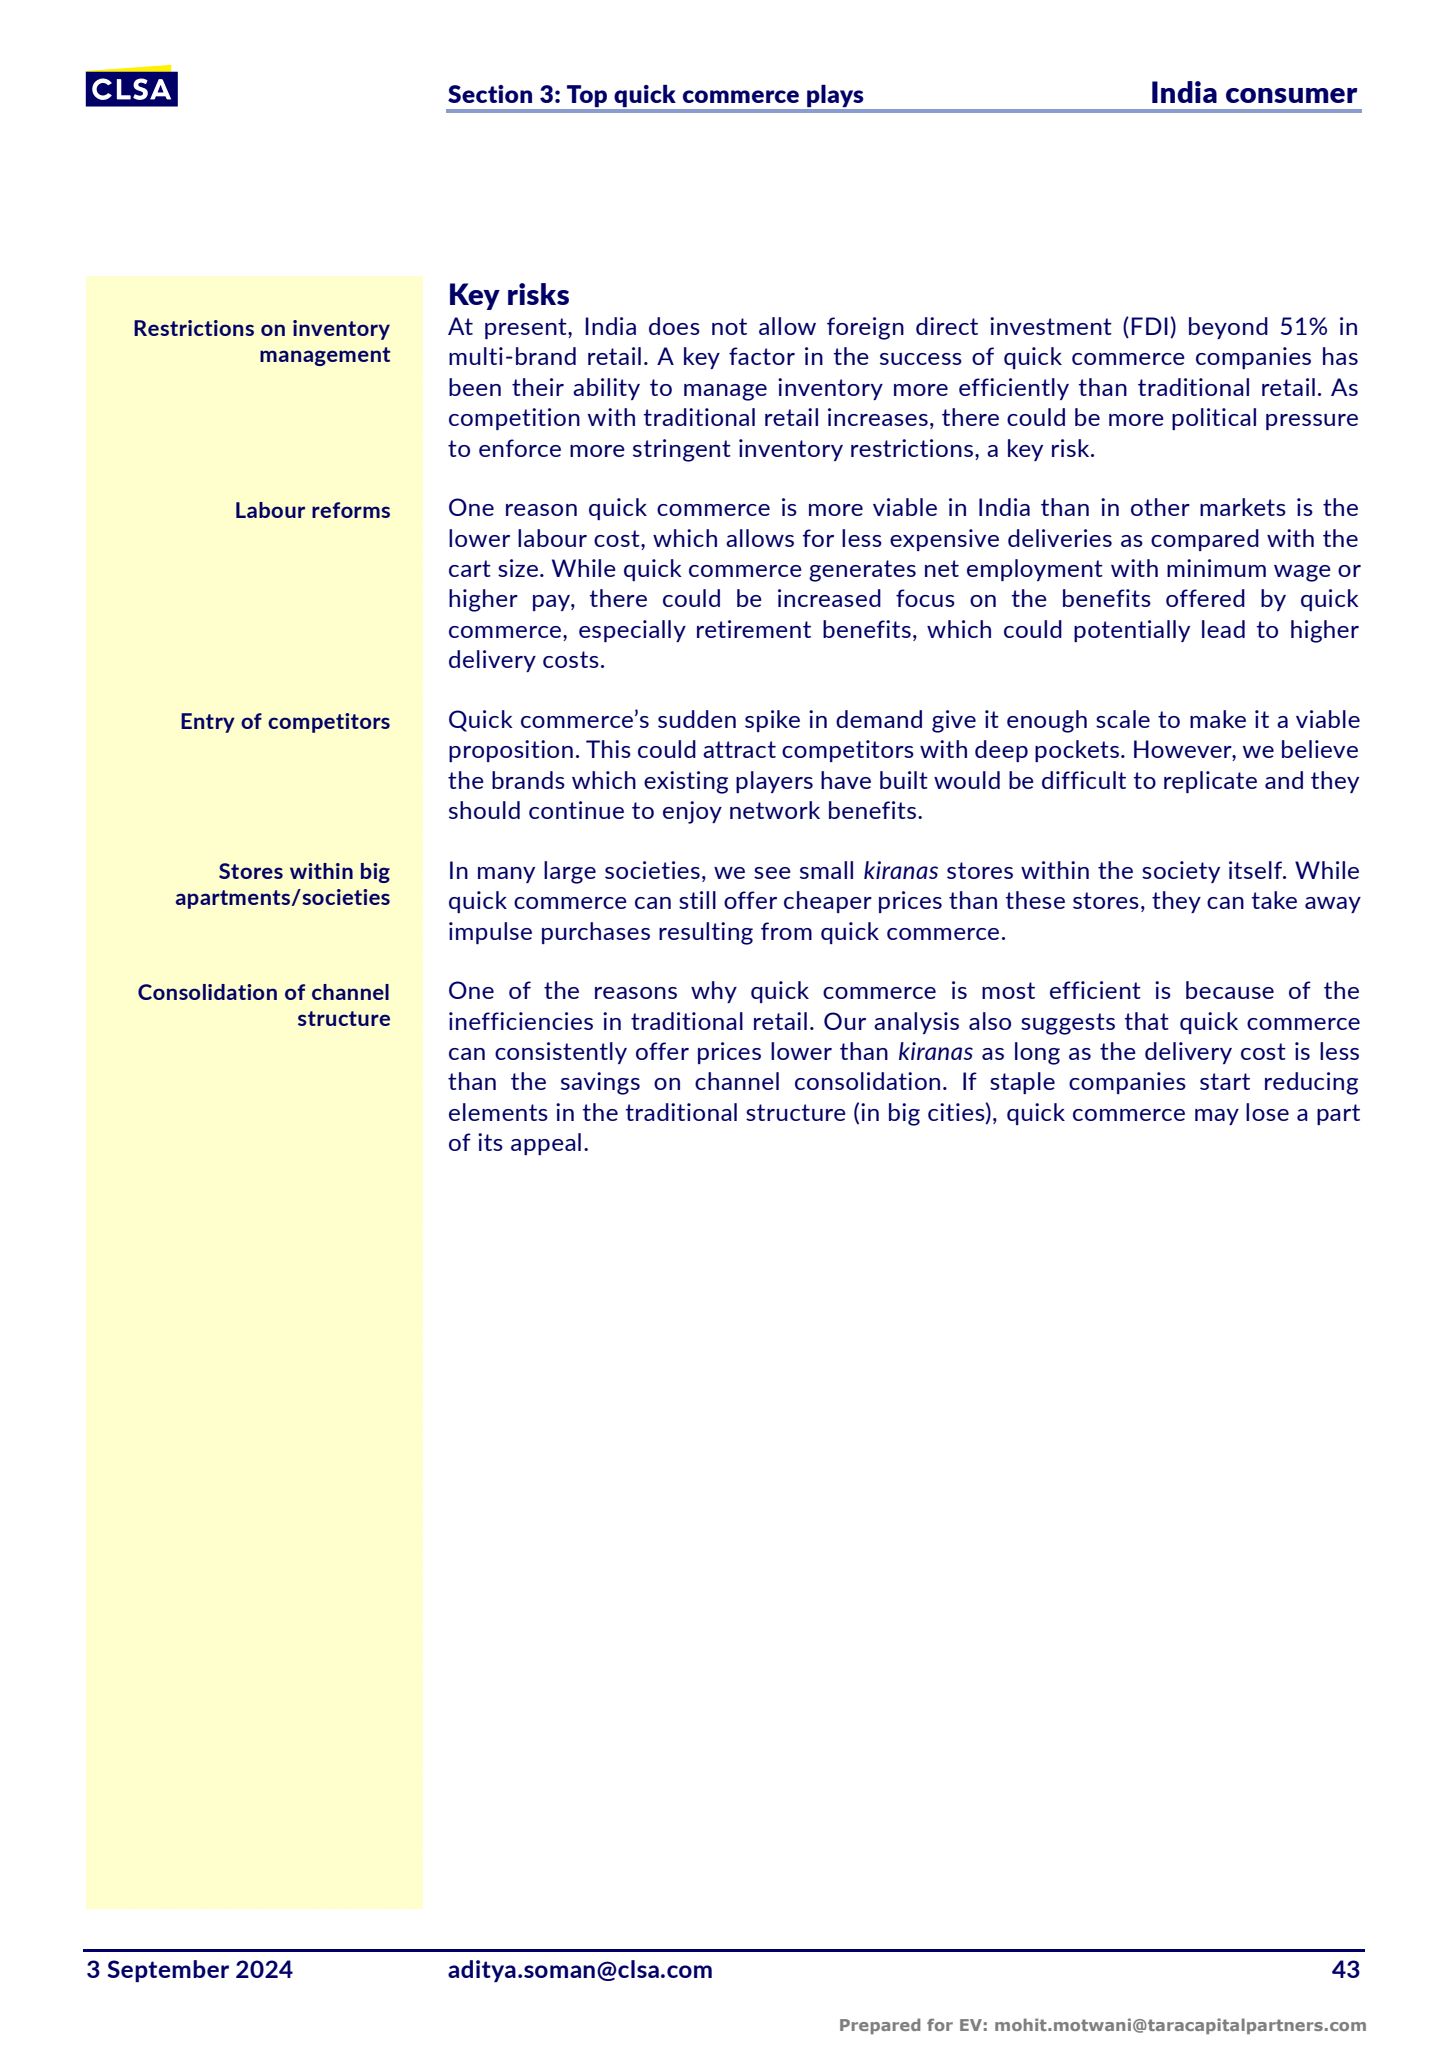 CLSA
Section 3: Top quick commerce plays
India consumer
Key risks
Restrictions on inventory
management
At present, India does not allow foreign direct investment (FDI) beyond 51% in
multi-brand retail. A key factor in the success of quick commerce companies has
been their ability to manage inventory more efficiently than traditional retail. As
competition with traditional retail increases, there could be more political pressure
to enforce more stringent inventory restrictions, a key risk.
Labour reforms
One reason quick commerce is more viable in India than in other markets is the
lower labour cost, which allows for less expensive deliveries as compared with the
cart size. While quick commerce generates net employment with minimum wage or
higher pay, there could be increased focus on the benefits offered by quick
commerce, especially retirement benefits, which could potentially lead to higher
delivery costs.
Entry of competitors
Quick commerce’s sudden spike in demand give it enough scale to make it a viable
proposition. This could attract competitors with deep pockets. However, we believe
the brands which existing players have built would be difficult to replicate and they
should continue to enjoy network benefits.
Stores within big
apartments/societies
In many large societies, we see small kiranas stores within the society itself. While
quick commerce can still offer cheaper prices than these stores, they can take away
impulse purchases resulting from quick commerce.
Consolidation of channel
structure
One of the reasons why quick commerce is most efficient is because of the
inefficiencies in traditional retail. Our analysis also suggests that quick commerce
can consistently offer prices lower than kiranas as long as the delivery cost is less
than the savings on channel consolidation. If staple companies start reducing
elements in the traditional structure (in big cities), quick commerce may lose a part
of its appeal.
3 September 2024
aditya.soman@clsa.com
43
Prepared for EV: mohit.motwani@taracapitalpartners.com